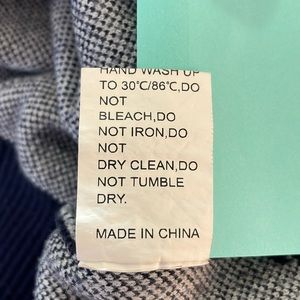 HAND WASH UP
TO 30℃/86℃,DO
NOT
BLEACH,DO
NOT IRON,DO
NOT
DRY CLEAN,DO
NOT TUMBLE
DRY.
MADE IN CHINA